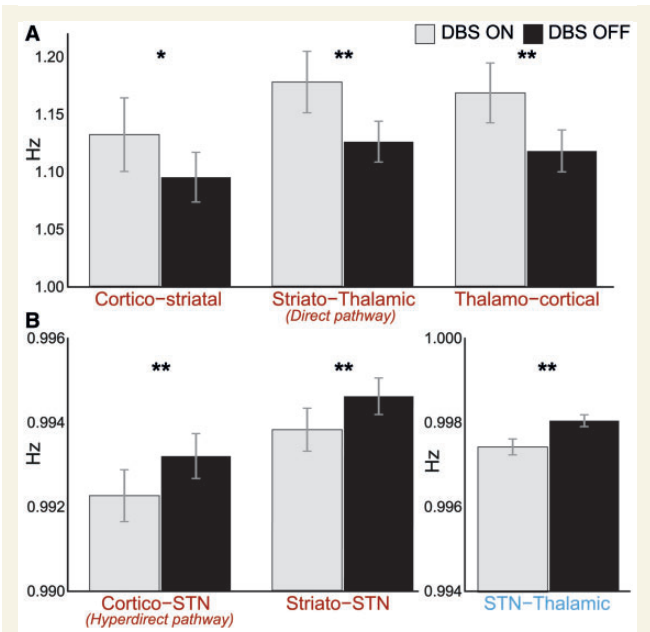 A
DBS ON DBS OFF
* ** **
1.20
1.15
1.10
1.05
1.00
Hz
Cortico−striatal Striato−Thalamic Thalamo−cortical
(Direct pathway)
B
0.996 1.000
** ** **
0.994 0.998
Hz Hz
0.992 0.996
0.990 0.994
Cortico−STN Striato−STN STN−Thalamic
(Hyperdirect pathway)